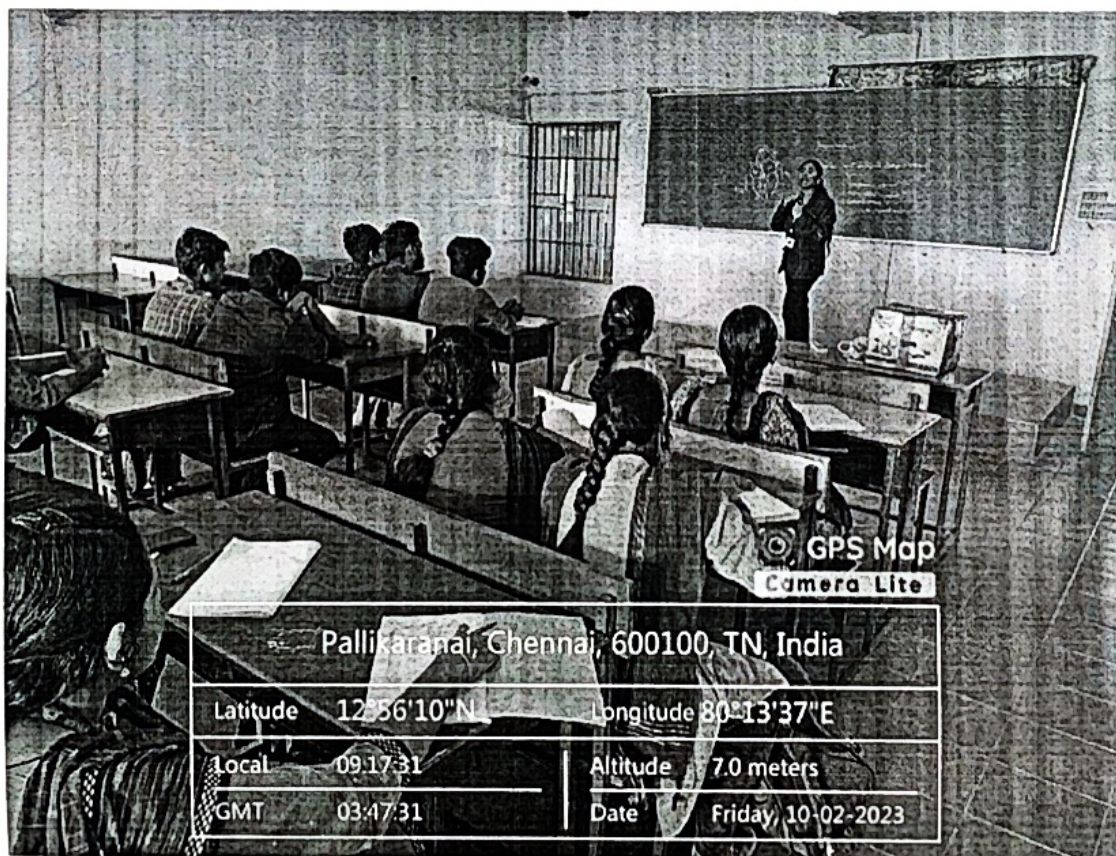 GPS Map
Camera Lite
Pallikaranai, Chennai, 600100, TN, India
Latitude 12°56'10"N Longitude 80°13'37"E
Local 09:17:31 Altitude 7.0 meters
GMT 03:47:31 Date Friday, 10-02-2023